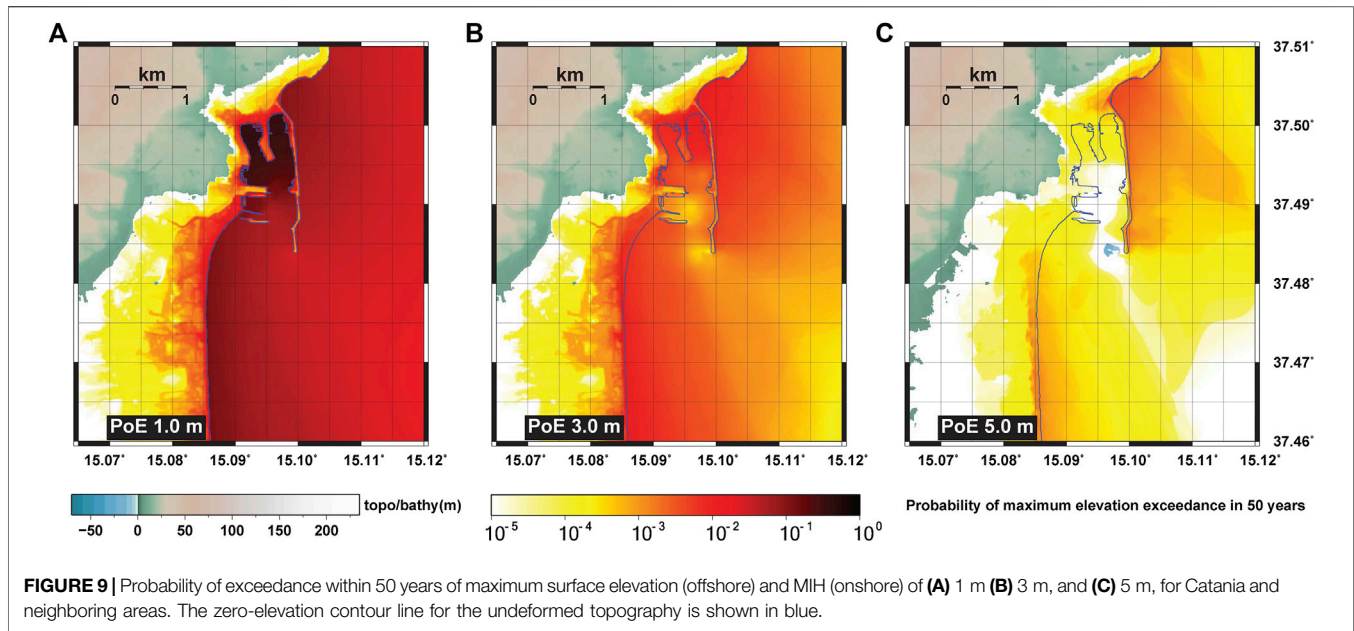 A
B
C
km
0 1
km
0 1
km
0 1
37.51°
37.50°
37.49°
37.48°
37.47°
37.46°
PoE 1.0 m
PoE 3.0 m
PoE 5.0 m
15.07° 15.08° 15.09° 15.10° 15.11° 15.12°
15.07° 15.08° 15.09° 15.10° 15.11° 15.12°
15.07° 15.08° 15.09° 15.10° 15.11° 15.12°
topo/bathy(m)
−50 0 50 100 150 200
10⁻⁵ 10⁻⁴ 10⁻³ 10⁻² 10⁻¹ 10⁰
Probability of maximum elevation exceedance in 50 years
FIGURE 9 | Probability of exceedance within 50 years of maximum surface elevation (offshore) and MIH (onshore) of (A) 1 m (B) 3 m, and (C) 5 m, for Catania and
neighboring areas. The zero-elevation contour line for the undeformed topography is shown in blue.